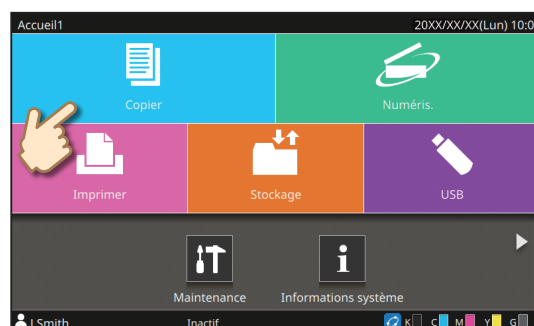 Accueil1 20XX/XX/XX(Lun) 10:0
Copier Numéris.
Imprimer Stockage USB
Maintenance Informations système
J.Smith Inactif K C M Y G